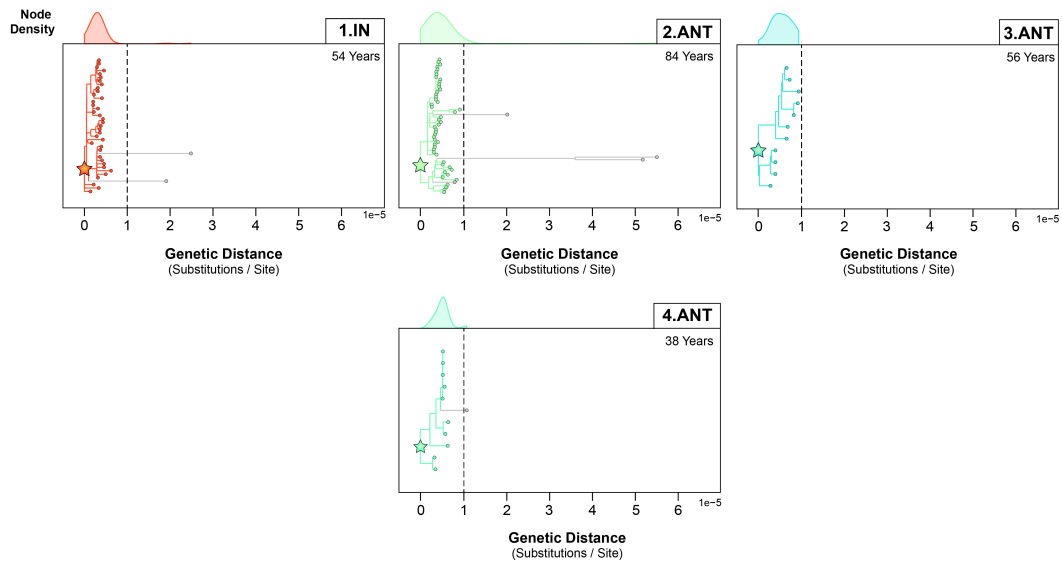 Node
Density
1.IN
54 Years
0 1 2 3 4 5 6
1e−5
Genetic Distance
(Substitutions / Site)
2.ANT
84 Years
0 1 2 3 4 5 6
1e−5
Genetic Distance
(Substitutions / Site)
3.ANT
56 Years
0 1 2 3 4 5 6
1e−5
Genetic Distance
(Substitutions / Site)
4.ANT
38 Years
0 1 2 3 4 5 6
1e−5
Genetic Distance
(Substitutions / Site)